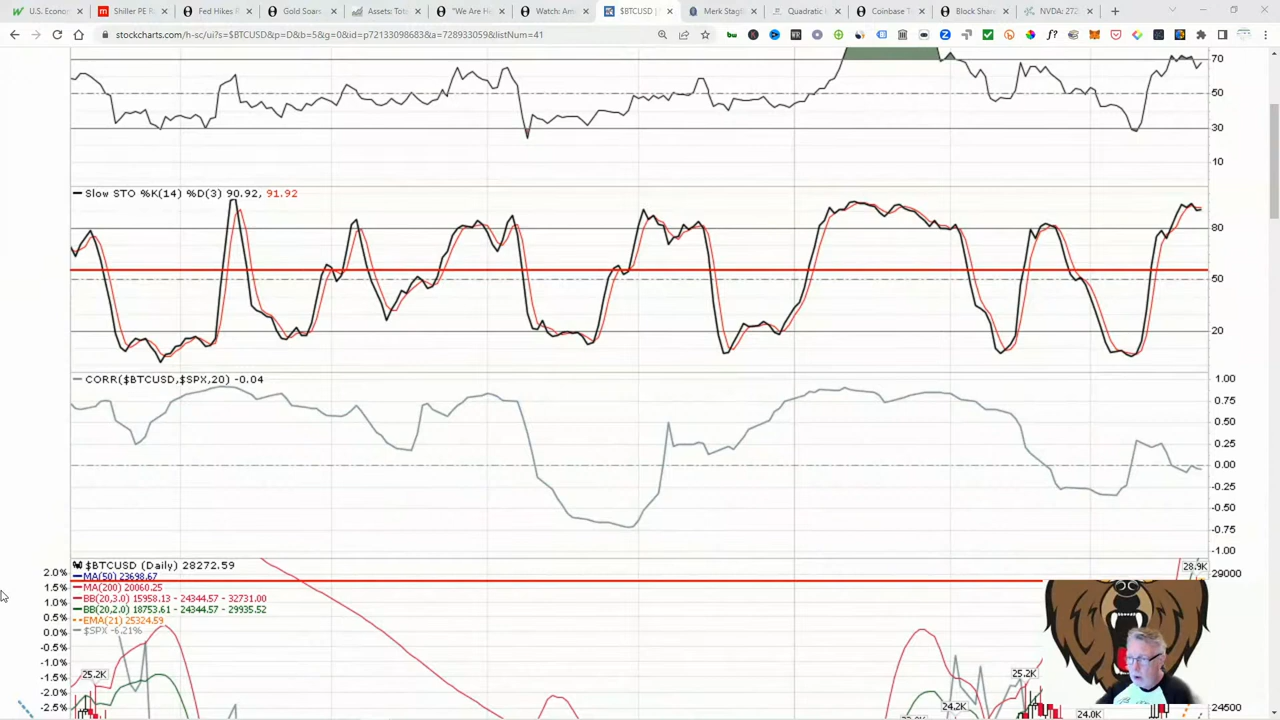 U.S. Econo
Shiller PE R
Fed Hikes R
Gold Soars
Assets: Tota
"We Are He
Watch: Ame
$BTCUSD |
Merk Stagfl
Quadratic I
Coinbase T
Block Shar
NVDA: 272
stockcharts.com/h-sc/ui?s=$BTCUSD&p=D&b=5&g=0&id=p72133098683&a=728933059&listNum=41
70
50
30
10
Slow STO %K(14) %D(3) 90.92, 91.92
80
50
20
CORR($BTCUSD,$SPX,20) -0.04
1.00
0.75
0.50
0.25
0.00
-0.25
-0.50
-0.75
-1.00
$BTCUSD (Daily) 28272.59
MA(50) 23698.67
MA(200) 20060.25
BB(20,3.0) 15958.13 - 24344.57 - 32731.00
BB(20,2.0) 18753.61 - 24344.57 - 29935.52
EMA(21) 25324.59
$SPX -6.21%
2.0%
1.5%
1.0%
0.5%
0.0%
-0.5%
-1.0%
-1.5%
-2.0%
-2.5%
28.9K
29000
25.2K
25.2K
24.2K
24.0K
24500